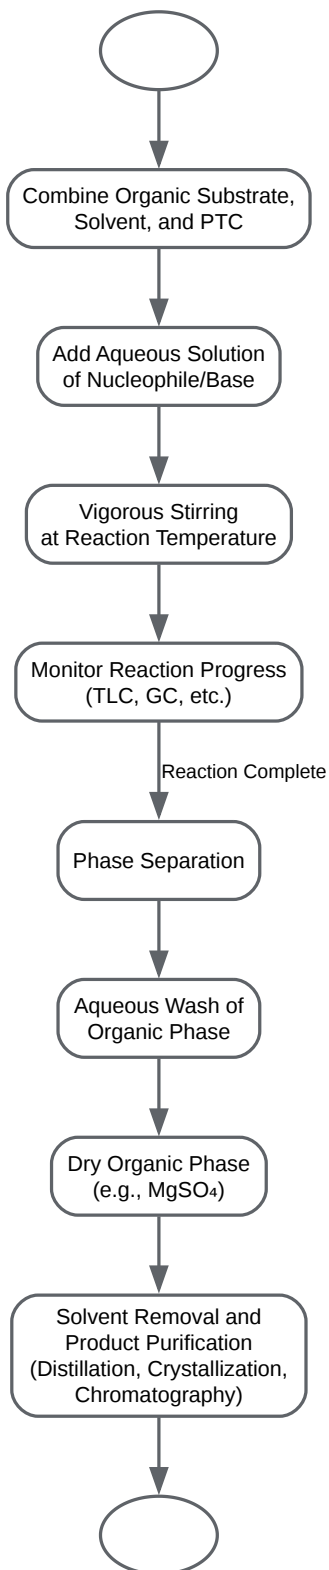 Combine Organic Substrate,
Solvent, and PTC
Add Aqueous Solution
of Nucleophile/Base
Vigorous Stirring
at Reaction Temperature
Monitor Reaction Progress
(TLC, GC, etc.)
Reaction Complete
Phase Separation
Aqueous Wash of
Organic Phase
Dry Organic Phase
(e.g., MgSO₄)
Solvent Removal and
Product Purification
(Distillation, Crystallization,
Chromatography)